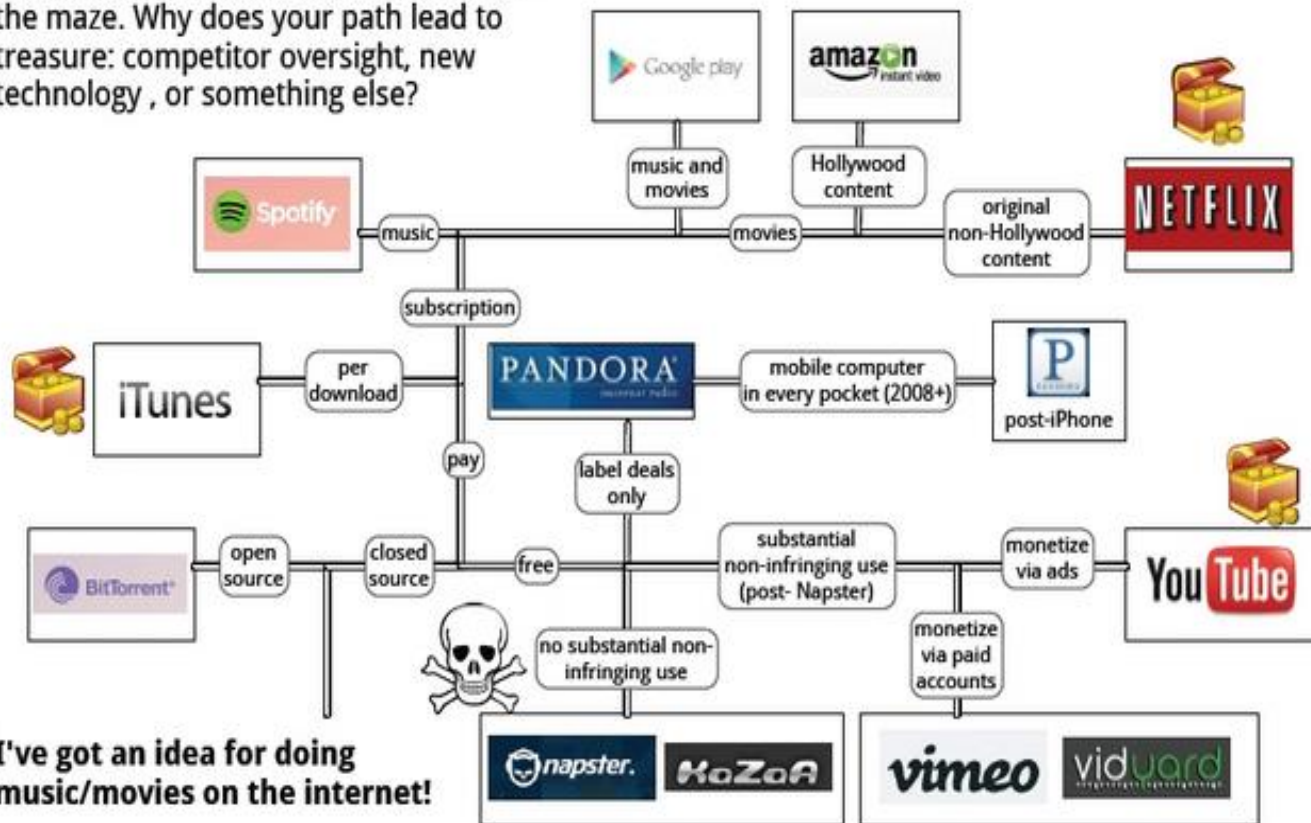 the maze. Why does your path lead to
treasure: competitor oversight, new
technology , or something else?
Google play
amazon
instant video
music and
movies
Hollywood
content
Spotify
music
movies
original
non-Hollywood
content
NETFLIX
subscription
iTunes
per
download
PANDORA
internet radio
mobile computer
in every pocket (2008+)
P
PANDORA
post-iPhone
pay
label deals
only
BitTorrent
open
source
closed
source
free
substantial
non-infringing use
(post- Napster)
monetize
via ads
YouTube
no substantial non-
infringing use
monetize
via paid
accounts
I've got an idea for doing
music/movies on the internet!
napster.
KaZaA
vimeo
vidyard